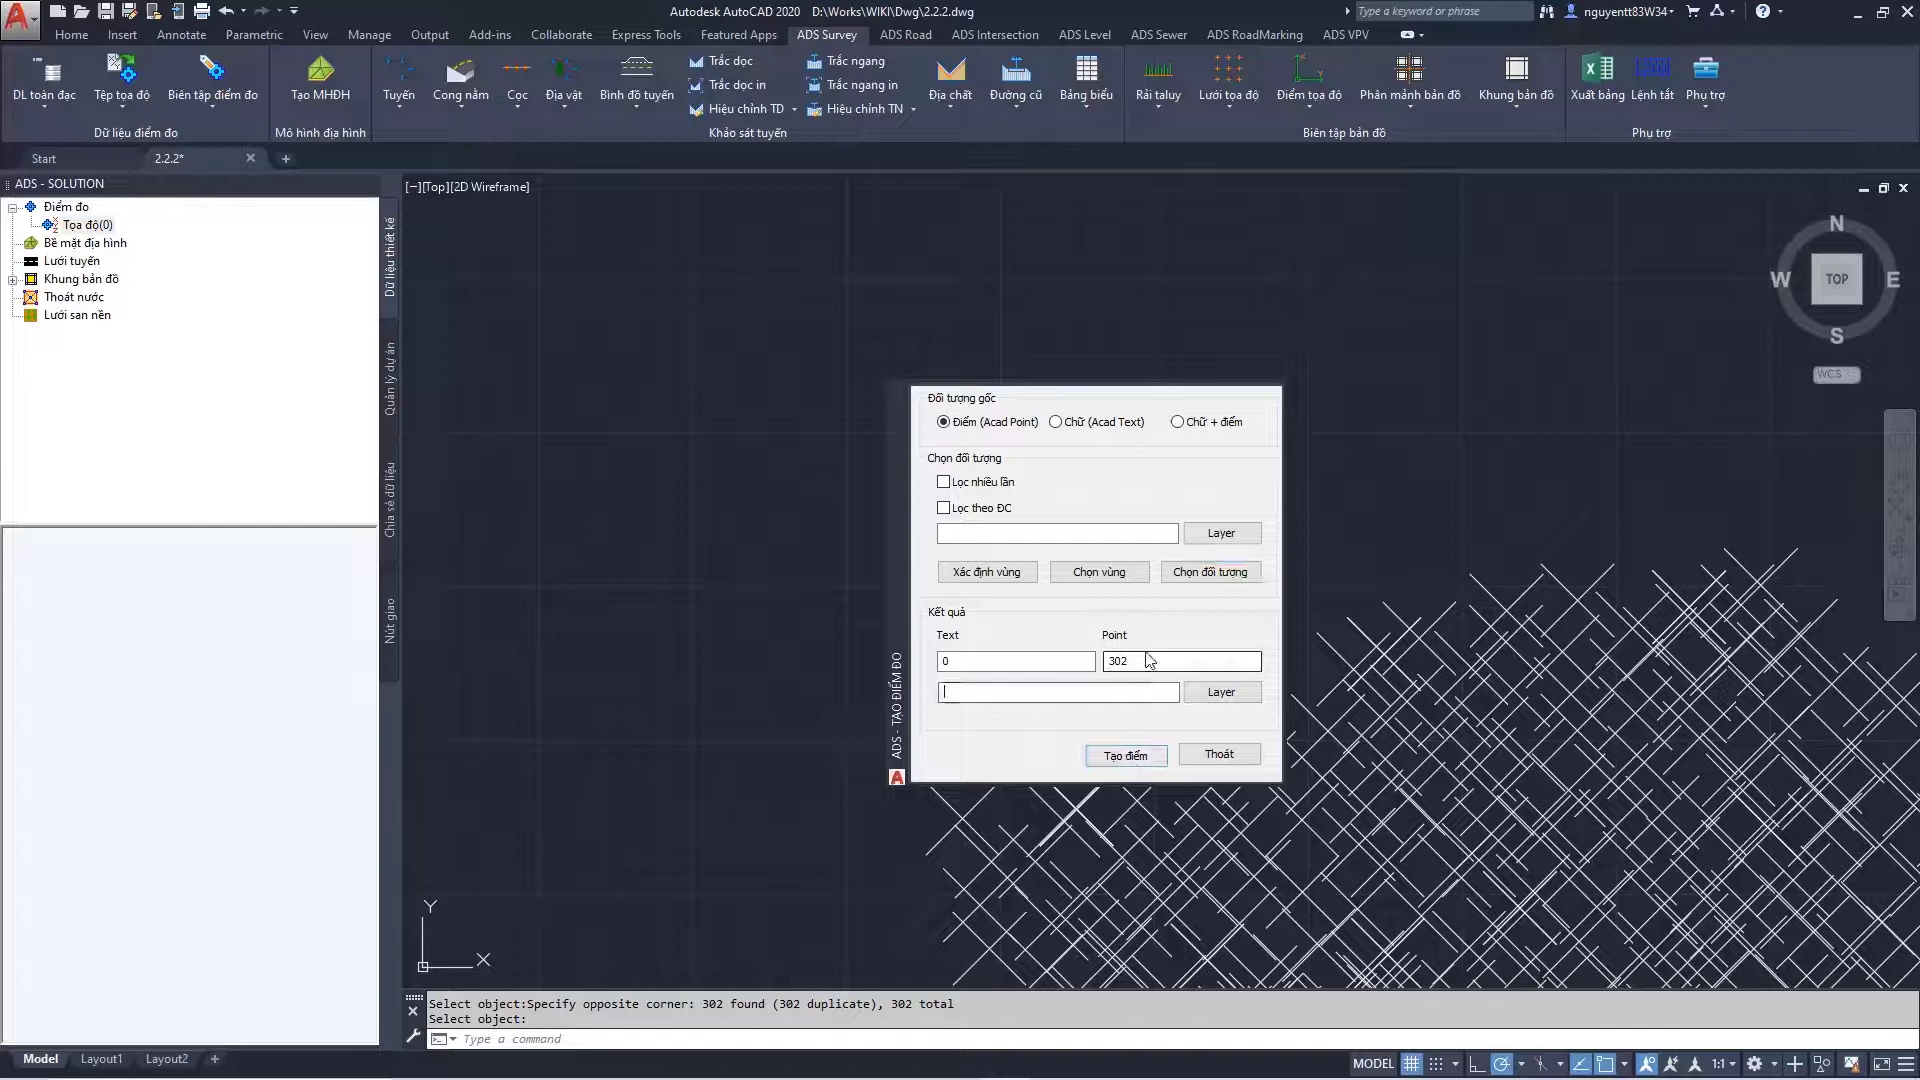 Autodesk AutoCAD 2020 D:\Works\WIKI\Dwg\2.2.2.dwg
Type a keyword or phrase
nguyentt83W34
Home Insert Annotate Parametric View Manage Output Add-ins Collaborate Express Tools Featured Apps ADS Survey ADS Road ADS Intersection ADS Level ADS Sewer ADS RoadMarking ADS VPV
DL toàn đạc Tệp tọa độ Biên tập điểm đo
Dữ liệu điểm đo
Tạo MHĐH
Mô hình địa hình
Tuyến Cong nằm Cọc Địa vật Bình đồ tuyến
Trắc dọc Trắc ngang
Trắc dọc in Trắc ngang in
Hiệu chỉnh TD Hiệu chỉnh TN
Địa chất Đường cũ Bảng biểu
Khảo sát tuyến
Rải taluy Lưới tọa độ Điểm tọa độ Phân mảnh bản đồ Khung bản đồ
Biên tập bản đồ
Xuất bảng Lệnh tắt Phụ trợ
Phụ trợ
Start 2.2.2*
ADS - SOLUTION
Điểm đo
Tọa độ(0)
Bề mặt địa hình
Lưới tuyến
Khung bản đồ
Thoát nước
Lưới san nền
Dữ liệu thiết kế
Quản lý dự án
Chia sẻ dữ liệu
Nút giao
[−][Top][2D Wireframe]
N
W TOP E
S
WCS
ADS - TẠO ĐIỂM ĐO
Đối tượng gốc
Điểm (Acad Point) Chữ (Acad Text) Chữ + điểm
Chọn đối tượng
Lọc nhiều lần
Lọc theo ĐC
Layer
Xác định vùng Chọn vùng Chọn đối tượng
Kết quả
Text Point
0 302
Layer
Tạo điểm Thoát
Y
X
Select object:Specify opposite corner: 302 found (302 duplicate), 302 total
Select object:
Type a command
Model Layout1 Layout2
MODEL 1:1